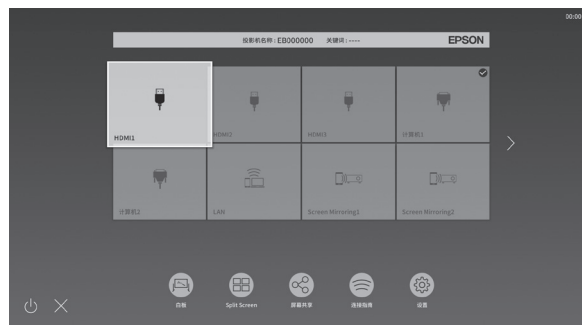 00:00
投影机名称：EB000000 关键词：---- EPSON
HDMI1 HDMI2 HDMI3 计算机1
计算机2 LAN Screen Mirroring1 Screen Mirroring2
白板 Split Screen 屏幕共享 连接指南 设置